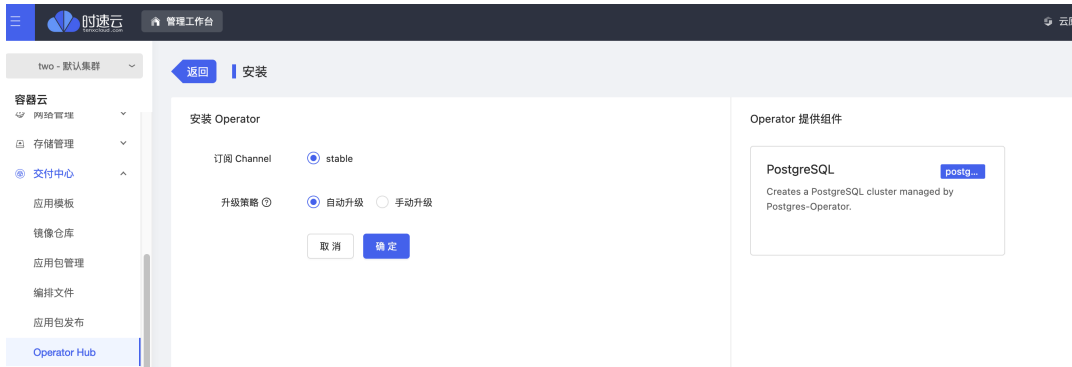 时速云
tenxcloud.com
管理工作台
two - 默认集群
返回
安装
容器云
网络管理
存储管理
交付中心
应用模板
镜像仓库
应用包管理
编排文件
应用包发布
Operator Hub
安装 Operator
订阅 Channel
stable
升级策略
自动升级
手动升级
取消
确定
Operator 提供组件
PostgreSQL
postg...
Creates a PostgreSQL cluster managed by
Postgres-Operator.